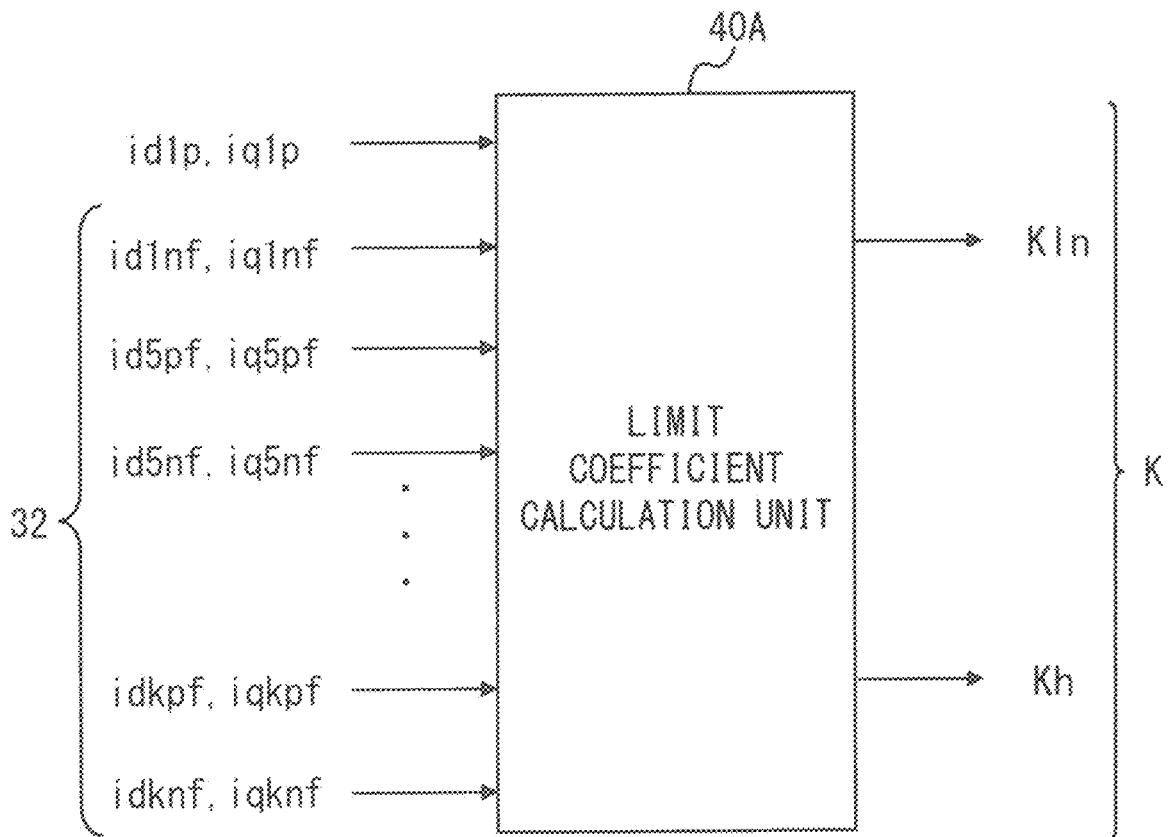 40A
id1p, iq1p
id1nf, iq1nf
id5pf, iq5pf
id5nf, iq5nf
idkpf, iqkpf
idknf, iqknf
32
LIMIT
COEFFICIENT
CALCULATION UNIT
K1n
Kh
K